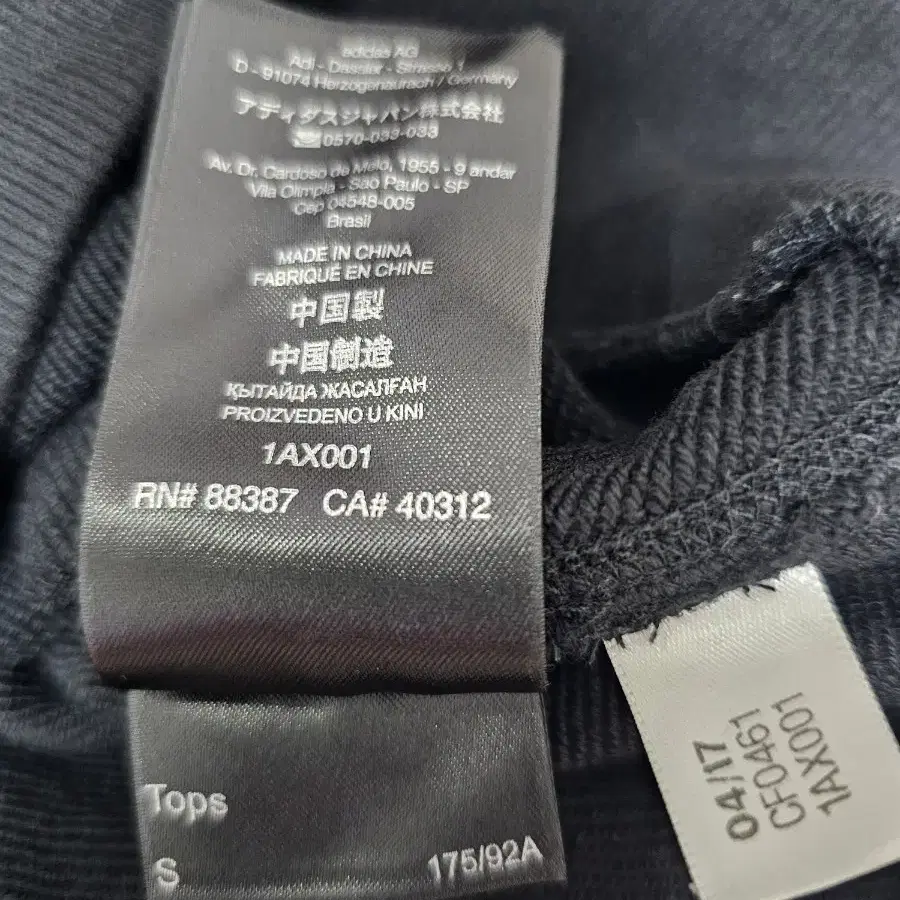 adidas AG
Adi - Dassler - Strasse 1
D - 91074 Herzogenaurach / Germany
アディダスジャパン株式会社
☎0570-033-033
Av. Dr. Cardoso de Melo, 1955 - 9 andar
Vila Olimpia - Sao Paulo - SP
Cep 04548-005
Brasil
MADE IN CHINA
FABRIQUÉ EN CHINE
中国製
中国制造
ҚЫТАЙДА ЖАСАЛҒАН
PROIZVEDENO U KINI
1AX001
RN# 88387 CA# 40312
Tops
S 175/92A
04/17
CF0461
1AX001